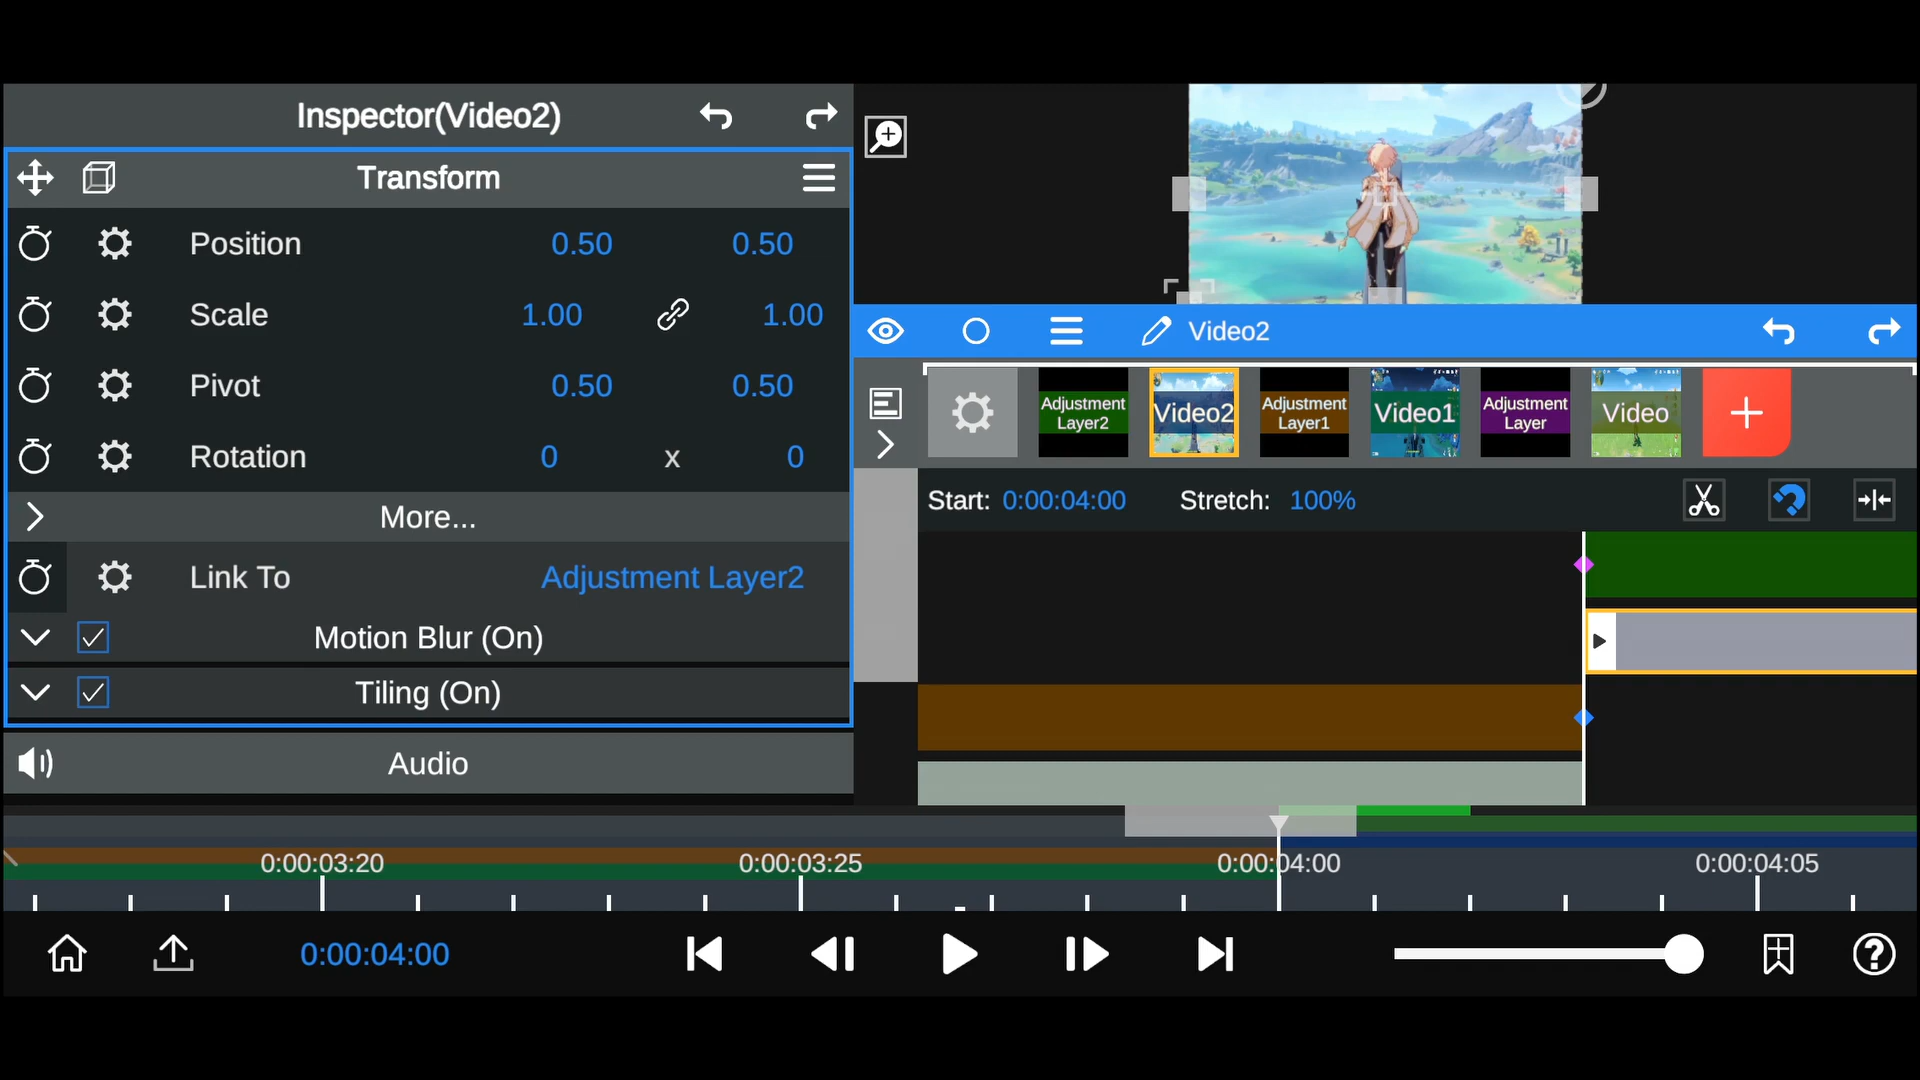 Inspector(Video2)
Transform
Position 0.50 0.50
Scale 1.00 1.00
Pivot 0.50 0.50
Rotation 0 x 0
More...
Link To Adjustment Layer2
Motion Blur (On)
Tiling (On)
Audio
Video2
Adjustment
Layer2
Video2
Adjustment
Layer1
Video1
Adjustment
Layer
Video
Start: 0:00:04:00 Stretch: 100%
0:00:03:20 0:00:03:25 0:00:04:00 0:00:04:05
0:00:04:00